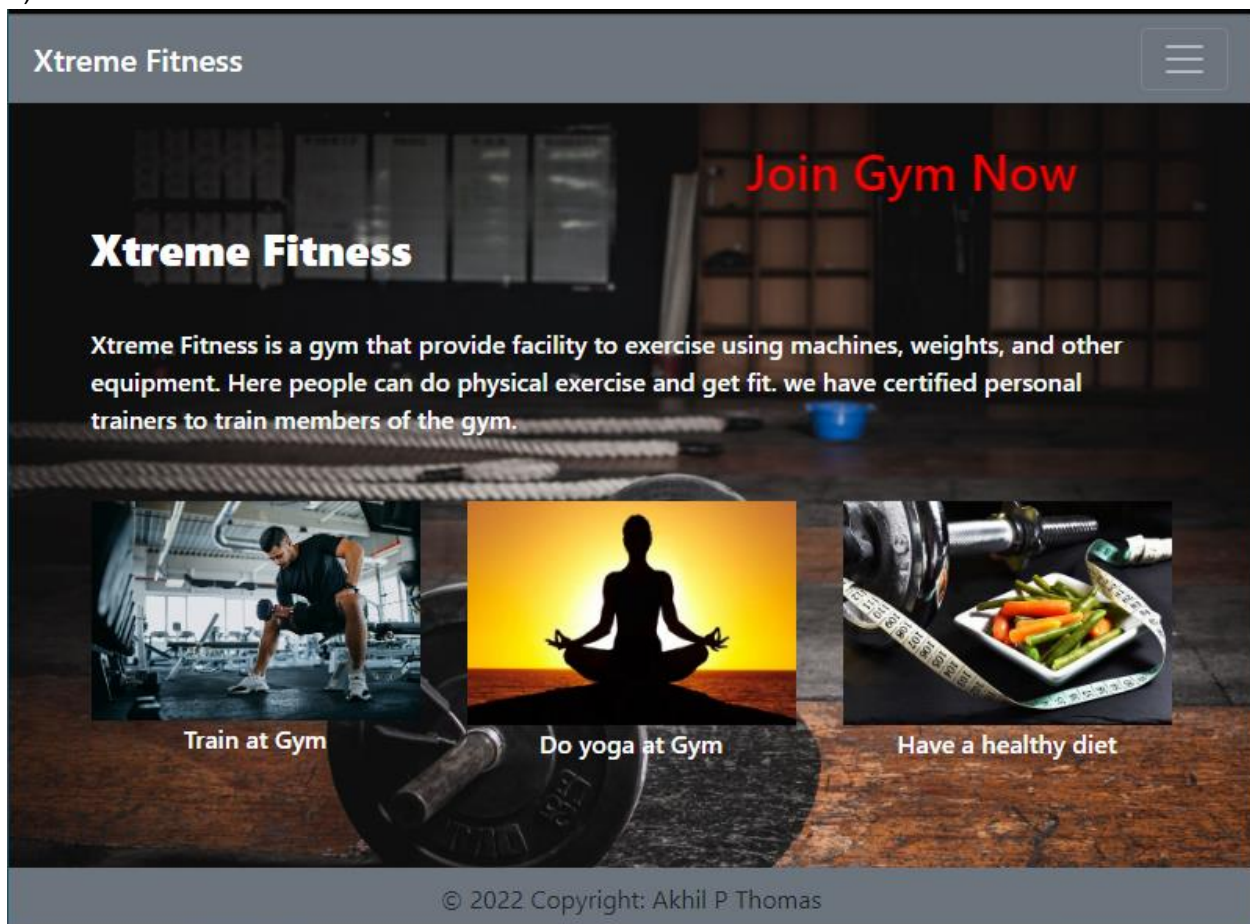 Xtreme Fitness
Join Gym Now
Xtreme Fitness
Xtreme Fitness is a gym that provide facility to exercise using machines, weights, and other
equipment. Here people can do physical exercise and get fit. we have certified personal
trainers to train members of the gym.
Train at Gym
Do yoga at Gym
Have a healthy diet
© 2022 Copyright: Akhil P Thomas